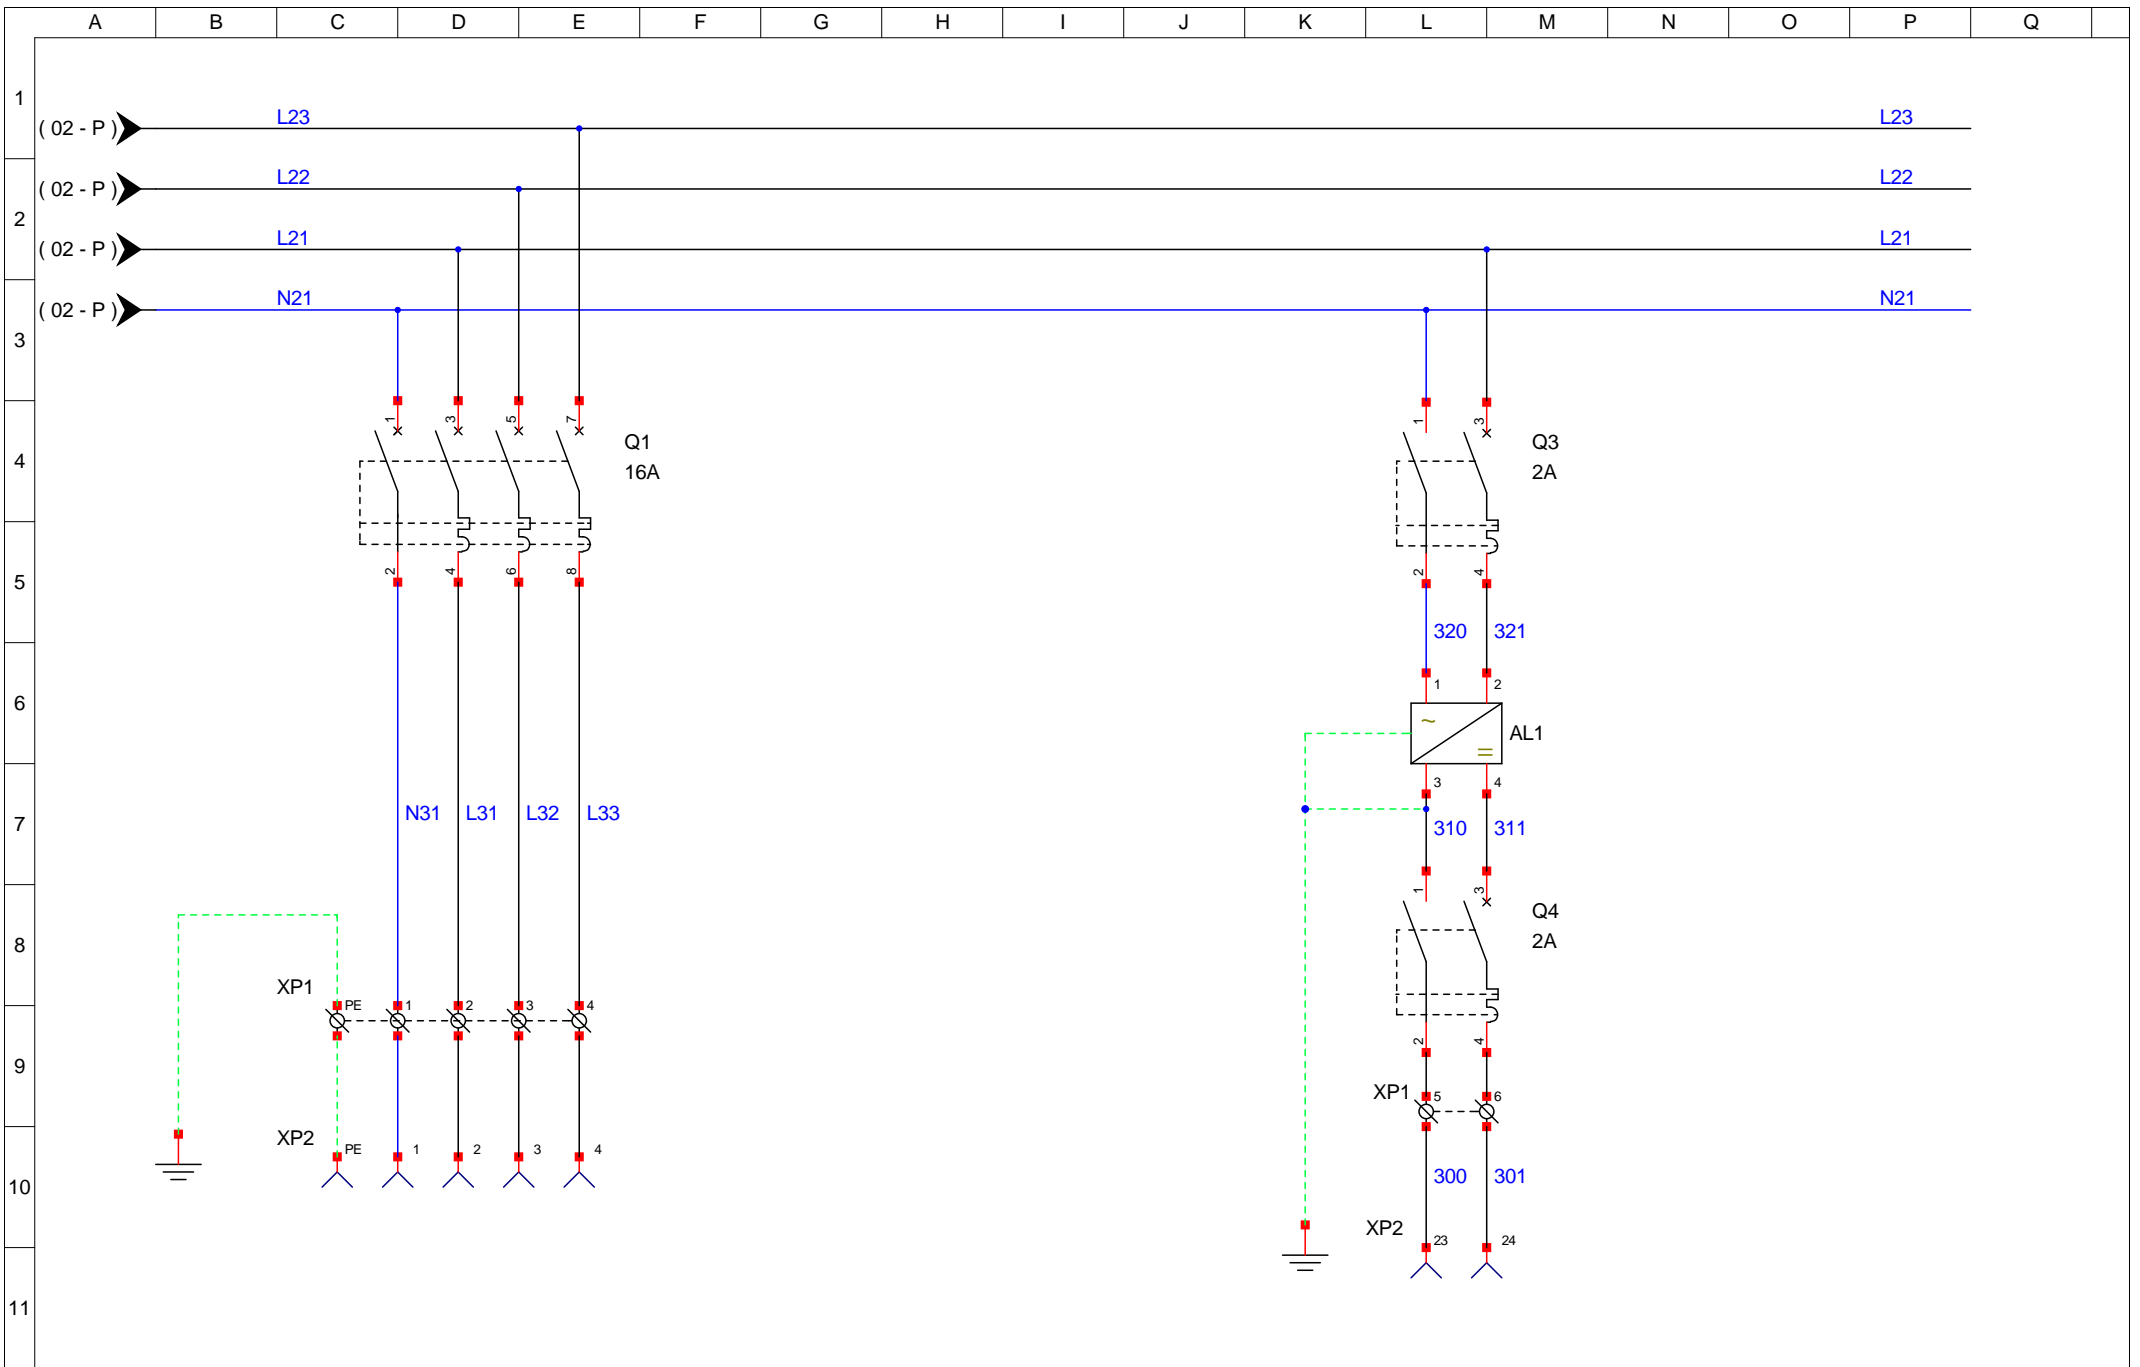 A B C D E F G H I J K L M N O P Q
1
( 02 - P ) L23 L23
( 02 - P ) L22 L22
2
( 02 - P ) L21 L21
( 02 - P ) N21 N21
3
1 3 5 7 1 3
Q1 Q3
4
16A 2A
2 4 6 8 2 4
5
320 321
1 2
6
~ = AL1
3 4
N31 L31 L32 L33
7
310 311
1 3
Q4
8
2A
XP1
PE 1 2 3 4
2 4
9
XP1 5 6
XP2
PE 1 2 3 4
10
300 301
XP2
23 24
11